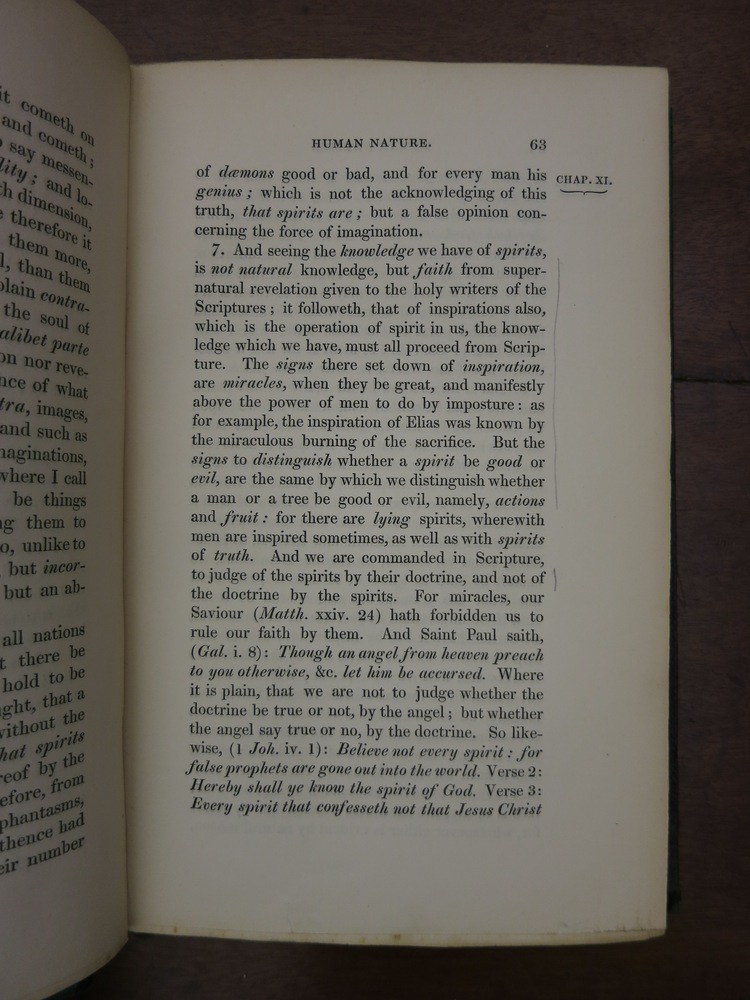 it cometh on
and cometh;
say messen-
lity; and lo-
th dimension,
therefore it
them more,
l, than them
plain contra-
the soul of
alibet parte
on nor reve-
nce of what
tra, images,
and such as
maginations,
where I call
be things
ng them to
o, unlike to
but incor-
but an ab-
all nations
t there be
hold to be
ught, that a
without the
hat spirits
reof by the
efore, from
phantasms,
thence had
eir number
HUMAN NATURE. 63
CHAP. XI.
of dæmons good or bad, and for every man his
genius; which is not the acknowledging of this
truth, that spirits are; but a false opinion con-
cerning the force of imagination.
7. And seeing the knowledge we have of spirits,
is not natural knowledge, but faith from super-
natural revelation given to the holy writers of the
Scriptures; it followeth, that of inspirations also,
which is the operation of spirit in us, the know-
ledge which we have, must all proceed from Scrip-
ture. The signs there set down of inspiration,
are miracles, when they be great, and manifestly
above the power of men to do by imposture: as
for example, the inspiration of Elias was known by
the miraculous burning of the sacrifice. But the
signs to distinguish whether a spirit be good or
evil, are the same by which we distinguish whether
a man or a tree be good or evil, namely, actions
and fruit: for there are lying spirits, wherewith
men are inspired sometimes, as well as with spirits
of truth. And we are commanded in Scripture,
to judge of the spirits by their doctrine, and not of
the doctrine by the spirits. For miracles, our
Saviour (Matth. xxiv. 24) hath forbidden us to
rule our faith by them. And Saint Paul saith,
(Gal. i. 8): Though an angel from heaven preach
to you otherwise, &c. let him be accursed. Where
it is plain, that we are not to judge whether the
doctrine be true or not, by the angel; but whether
the angel say true or no, by the doctrine. So like-
wise, (1 Joh. iv. 1): Believe not every spirit: for
false prophets are gone out into the world. Verse 2:
Hereby shall ye know the spirit of God. Verse 3:
Every spirit that confesseth not that Jesus Christ